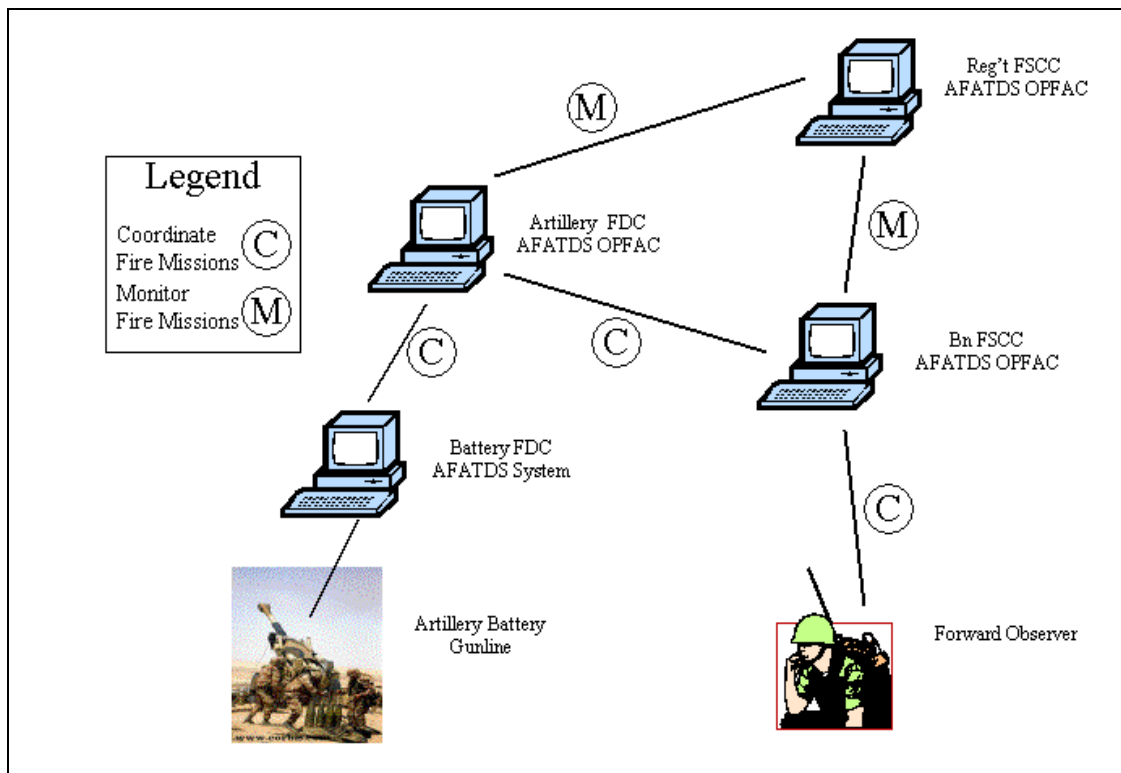 Reg't FSCC
AFATDS OPFAC
M
Legend
Coordinate
Fire Missions
C
Monitor
Fire Missions
M
Artillery FDC
AFATDS OPFAC
M
C
C
Bn FSCC
AFATDS OPFAC
Battery FDC
AFATDS System
C
Artillery Battery
Gunline
Forward Observer